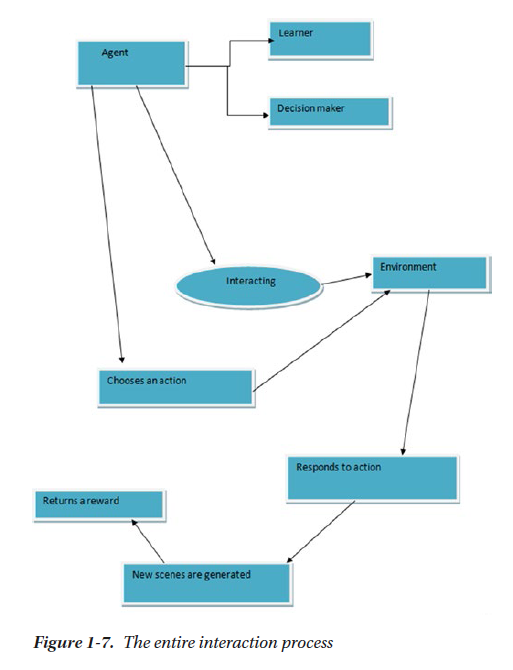 Agent
Learner
Decision maker
Interacting
Environment
Chooses an action
Responds to action
Returns a reward
New scenes are generated
Figure 1-7. The entire interaction process